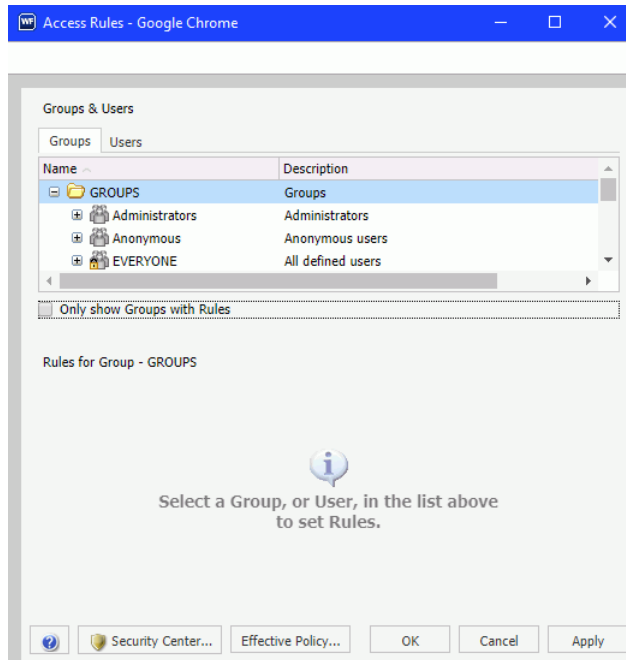 WF Access Rules - Google Chrome
Groups & Users
Groups Users
Name Description
GROUPS Groups
Administrators Administrators
Anonymous Anonymous users
EVERYONE All defined users
Only show Groups with Rules
Rules for Group - GROUPS
Select a Group, or User, in the list above
to set Rules.
Security Center... Effective Policy... OK Cancel Apply